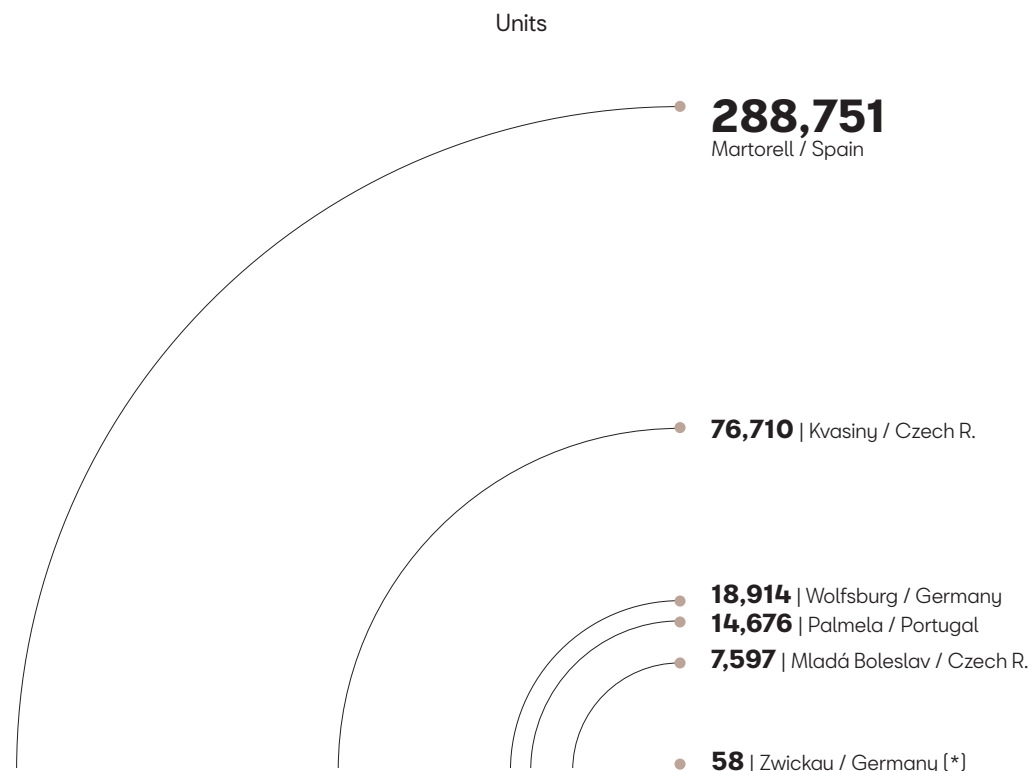 Units
288,751
Martorell / Spain
76,710 | Kvasiny / Czech R.
18,914 | Wolfsburg / Germany
14,676 | Palmela / Portugal
7,597 | Mladá Boleslav / Czech R.
58 | Zwickau / Germany (*)